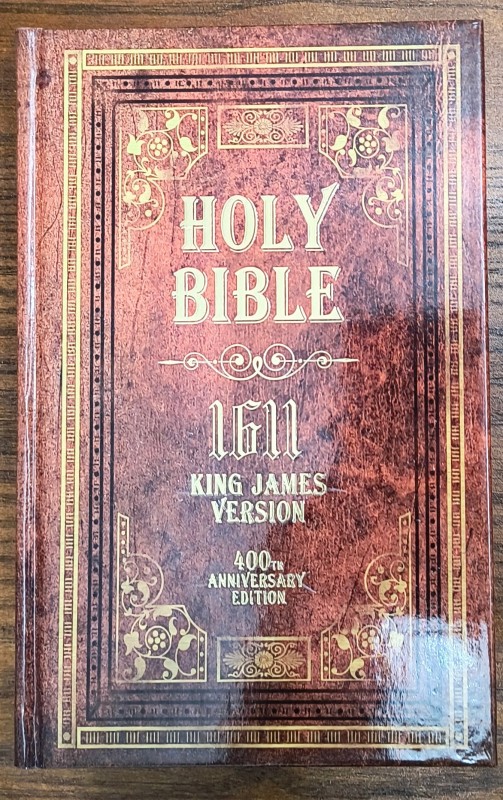 HOLY
BIBLE
1611
KING JAMES
VERSION
400TH
ANNIVERSARY
EDITION